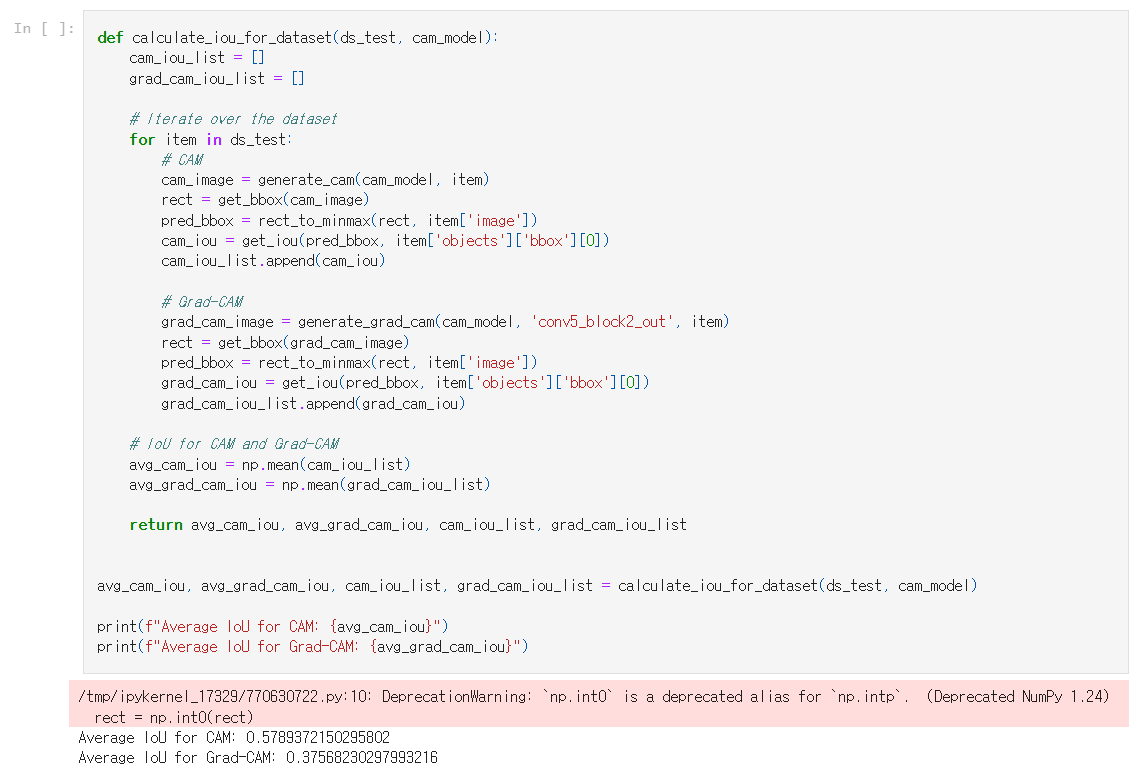 In [ ]:
def calculate_iou_for_dataset(ds_test, cam_model):
    cam_iou_list = []
    grad_cam_iou_list = []

    # Iterate over the dataset
    for item in ds_test:
        # CAM
        cam_image = generate_cam(cam_model, item)
        rect = get_bbox(cam_image)
        pred_bbox = rect_to_minmax(rect, item['image'])
        cam_iou = get_iou(pred_bbox, item['objects']['bbox'][0])
        cam_iou_list.append(cam_iou)

        # Grad-CAM
        grad_cam_image = generate_grad_cam(cam_model, 'conv5_block2_out', item)
        rect = get_bbox(grad_cam_image)
        pred_bbox = rect_to_minmax(rect, item['image'])
        grad_cam_iou = get_iou(pred_bbox, item['objects']['bbox'][0])
        grad_cam_iou_list.append(grad_cam_iou)

    # IoU for CAM and Grad-CAM
    avg_cam_iou = np.mean(cam_iou_list)
    avg_grad_cam_iou = np.mean(grad_cam_iou_list)

    return avg_cam_iou, avg_grad_cam_iou, cam_iou_list, grad_cam_iou_list


avg_cam_iou, avg_grad_cam_iou, cam_iou_list, grad_cam_iou_list = calculate_iou_for_dataset(ds_test, cam_model)

print(f"Average IoU for CAM: {avg_cam_iou}")
print(f"Average IoU for Grad-CAM: {avg_grad_cam_iou}")
/tmp/ipykernel_17329/770630722.py:10: DeprecationWarning: `np.int0` is a deprecated alias for `np.intp`.  (Deprecated NumPy 1.24)
  rect = np.int0(rect)
Average IoU for CAM: 0.5789372150295802
Average IoU for Grad-CAM: 0.37568230297993216